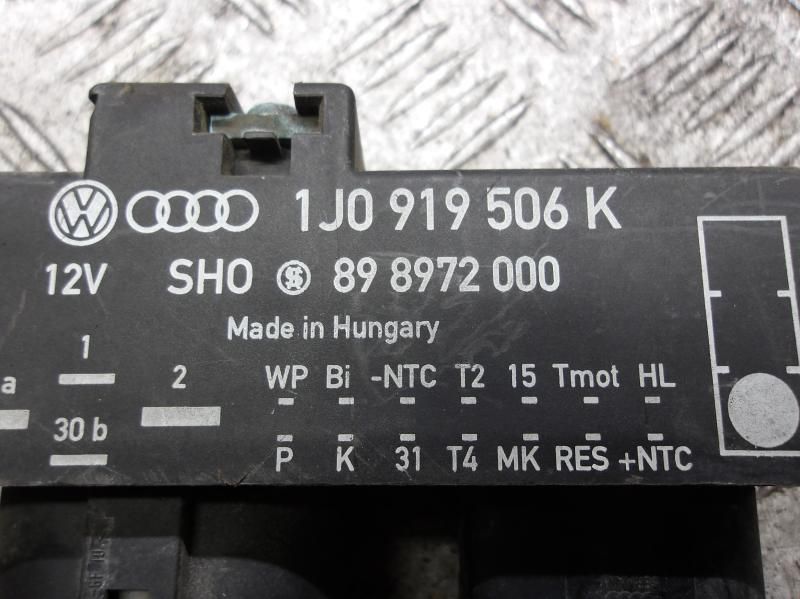 1J0 919 506 K
12V SHO 89 8972 000
Made in Hungary
1
a 2 WP Bi -NTC T2 15 Tmot HL
30 b P K 31 T4 MK RES +NTC